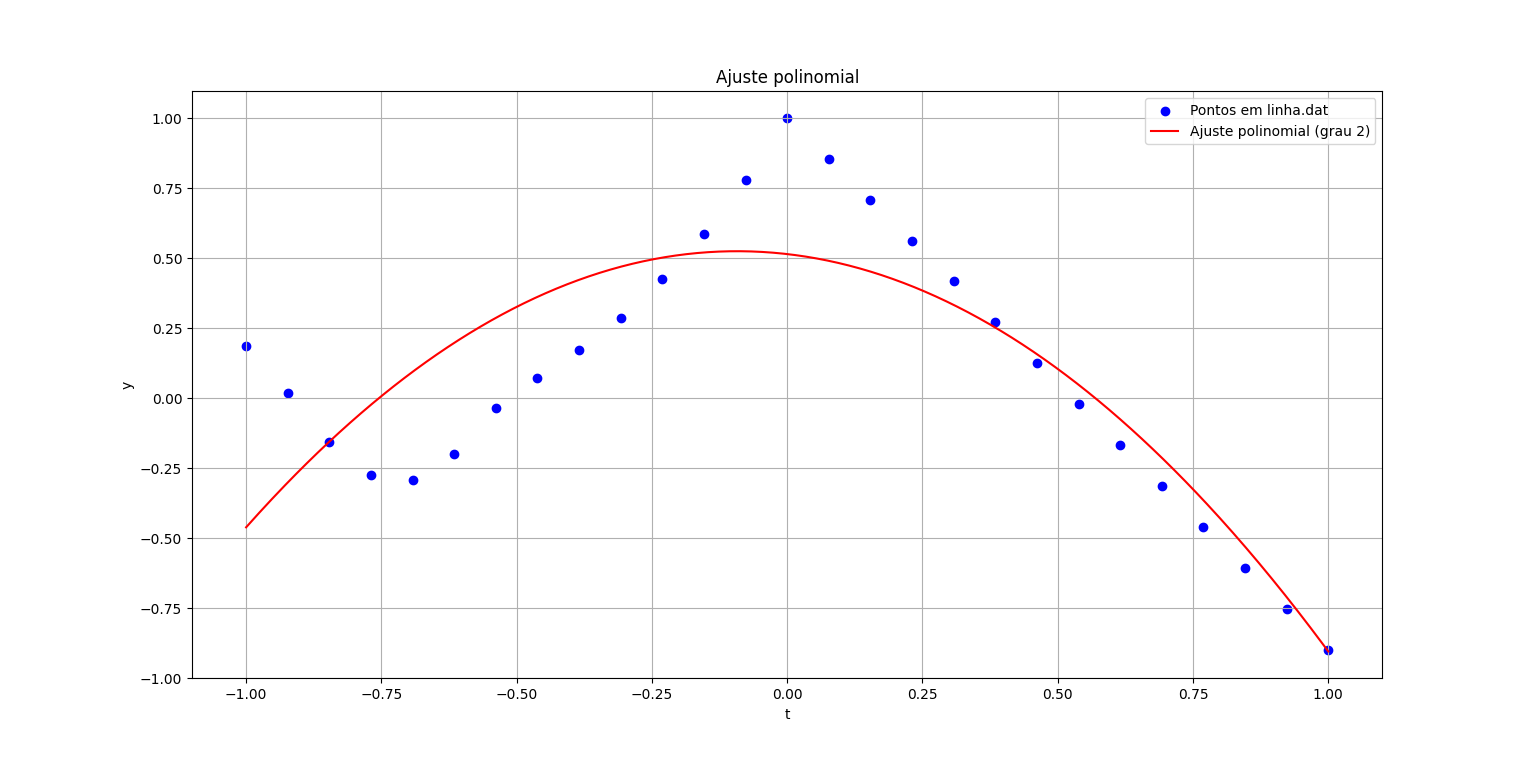 Ajuste polinomial
Pontos em linha.dat
Ajuste polinomial (grau 2)
1.00
0.75
0.50
0.25
0.00
−0.25
−0.50
−0.75
−1.00
y
−1.00 −0.75 −0.50 −0.25 0.00 0.25 0.50 0.75 1.00
t